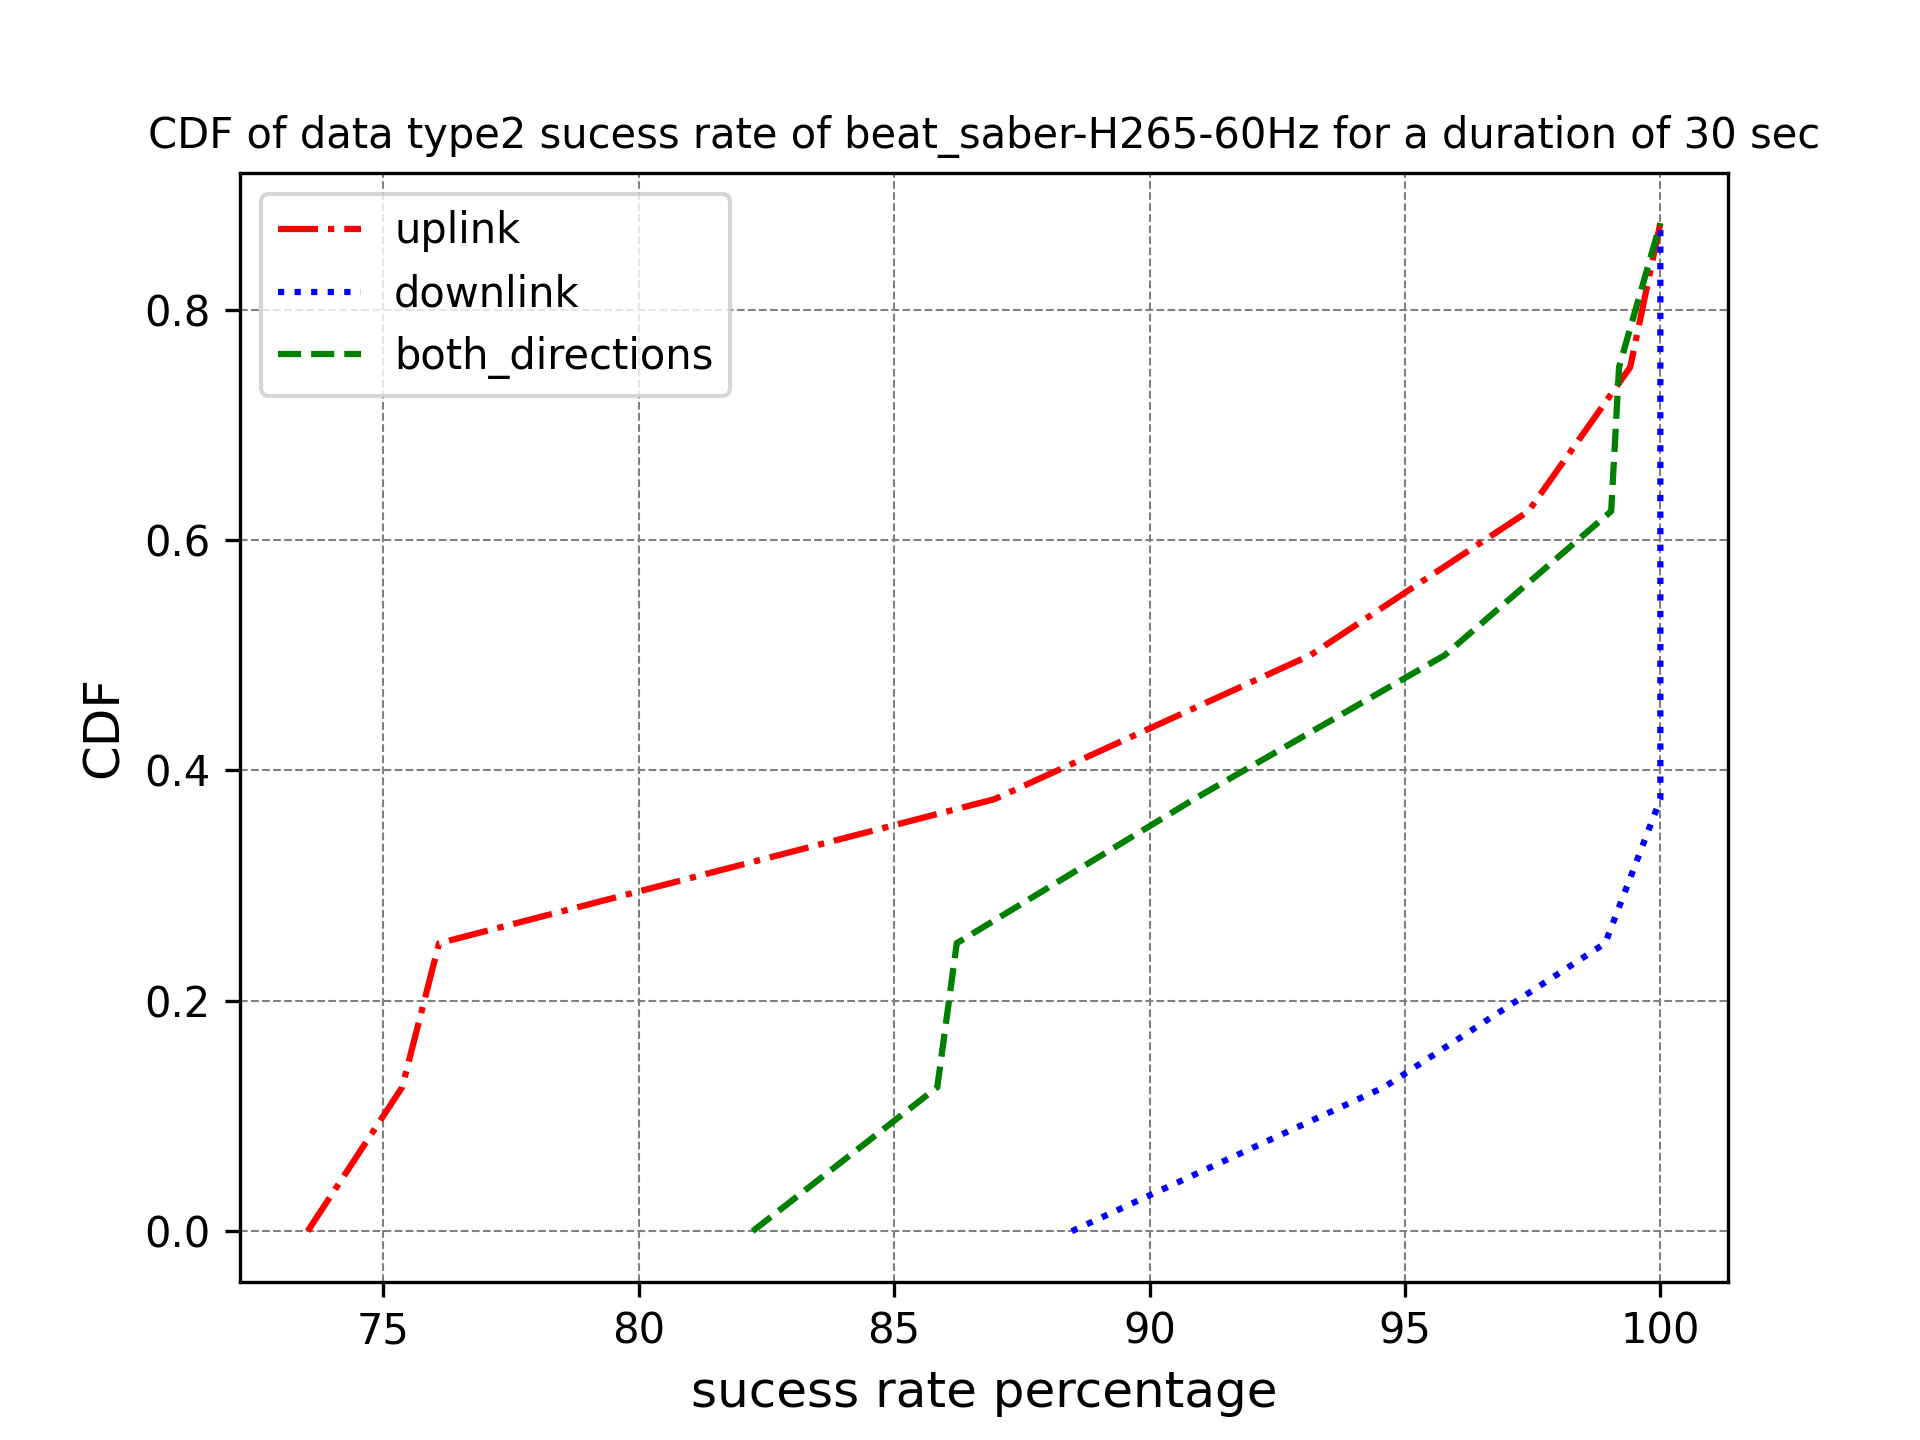 CDF of data type2 sucess rate of beat_saber-H265-60Hz for a duration of 30 sec
uplink
downlink
both_directions
CDF
0.8
0.6
0.4
0.2
0.0
75 80 85 90 95 100
sucess rate percentage